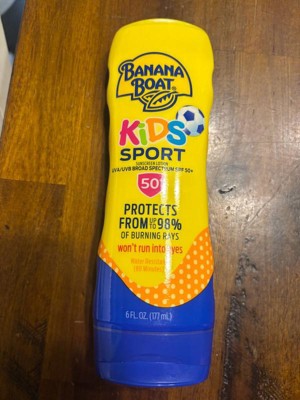 BANANA
BOAT
KiDS
SPORT
SUNSCREEN LOTION
UVA/UVB BROAD SPECTRUM SPF 50+
50+
PROTECTS
FROM UP TO 98%
OF BURNING RAYS
won't run into eyes
Water Resistant
(80 Minutes)
6 FL. OZ. (177 mL)